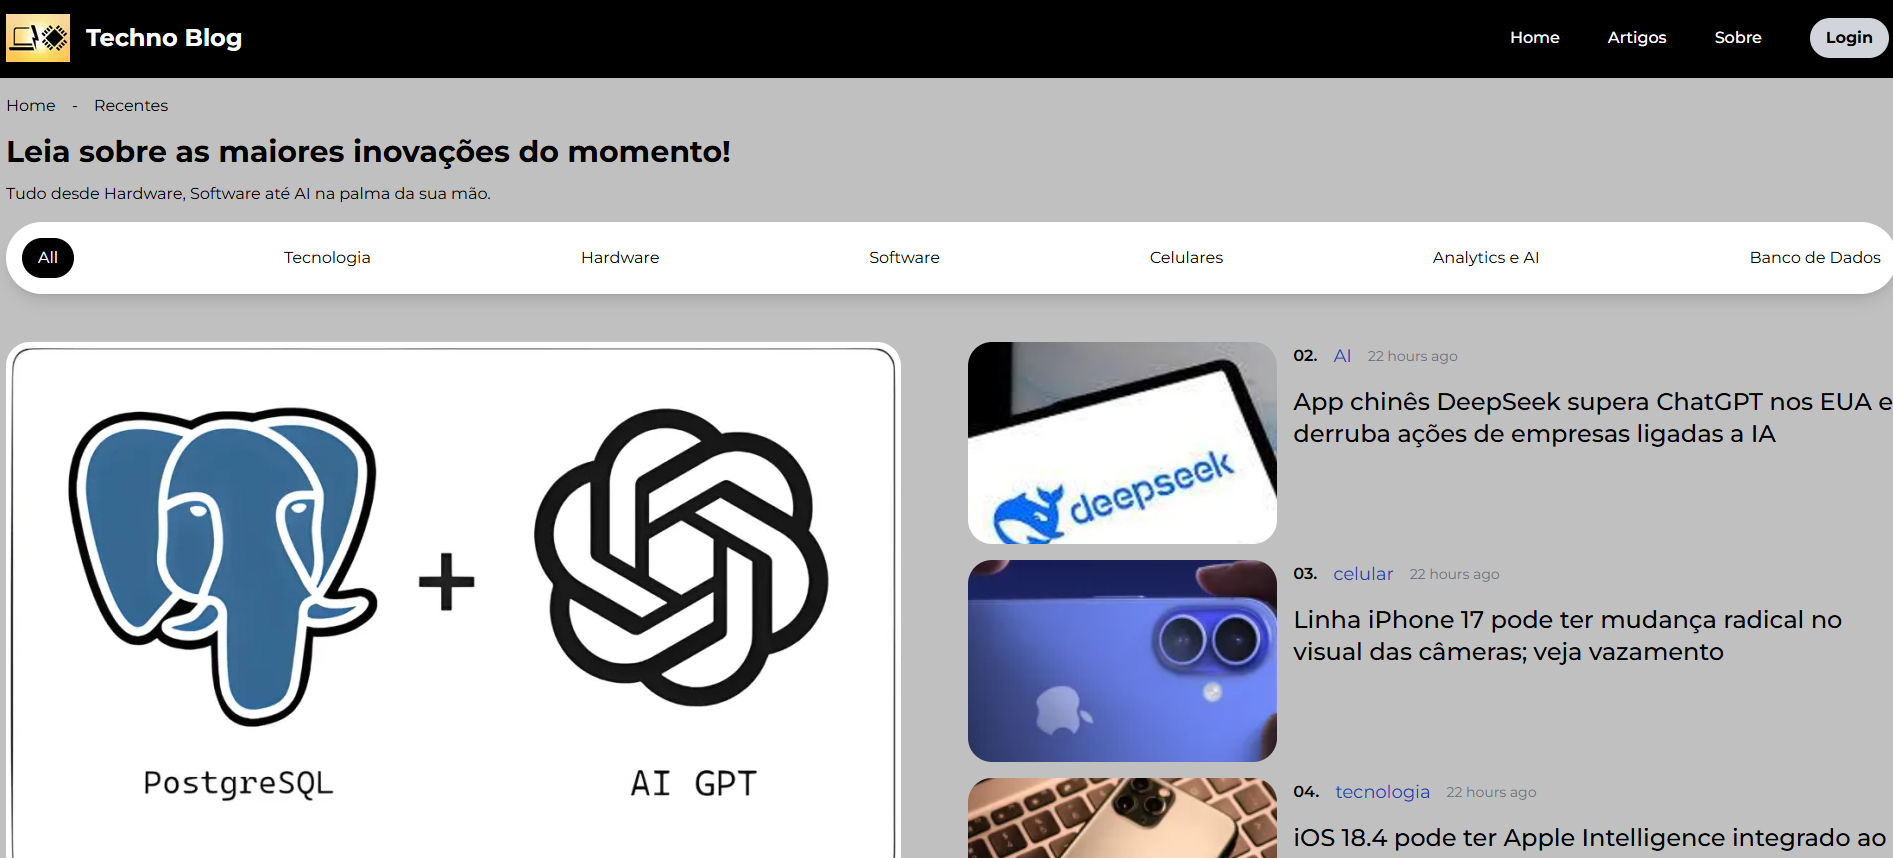 Techno Blog
Home
Artigos
Sobre
Login
Home - Recentes
Leia sobre as maiores inovações do momento!
Tudo desde Hardware, Software até AI na palma da sua mão.
All
Tecnologia
Hardware
Software
Celulares
Analytics e AI
Banco de Dados
+
PostgreSQL
AI GPT
deepseek
02. AI 22 hours ago
App chinês DeepSeek supera ChatGPT nos EUA e
derruba ações de empresas ligadas a IA
03. celular 22 hours ago
Linha iPhone 17 pode ter mudança radical no
visual das câmeras; veja vazamento
04. tecnologia 22 hours ago
iOS 18.4 pode ter Apple Intelligence integrado ao